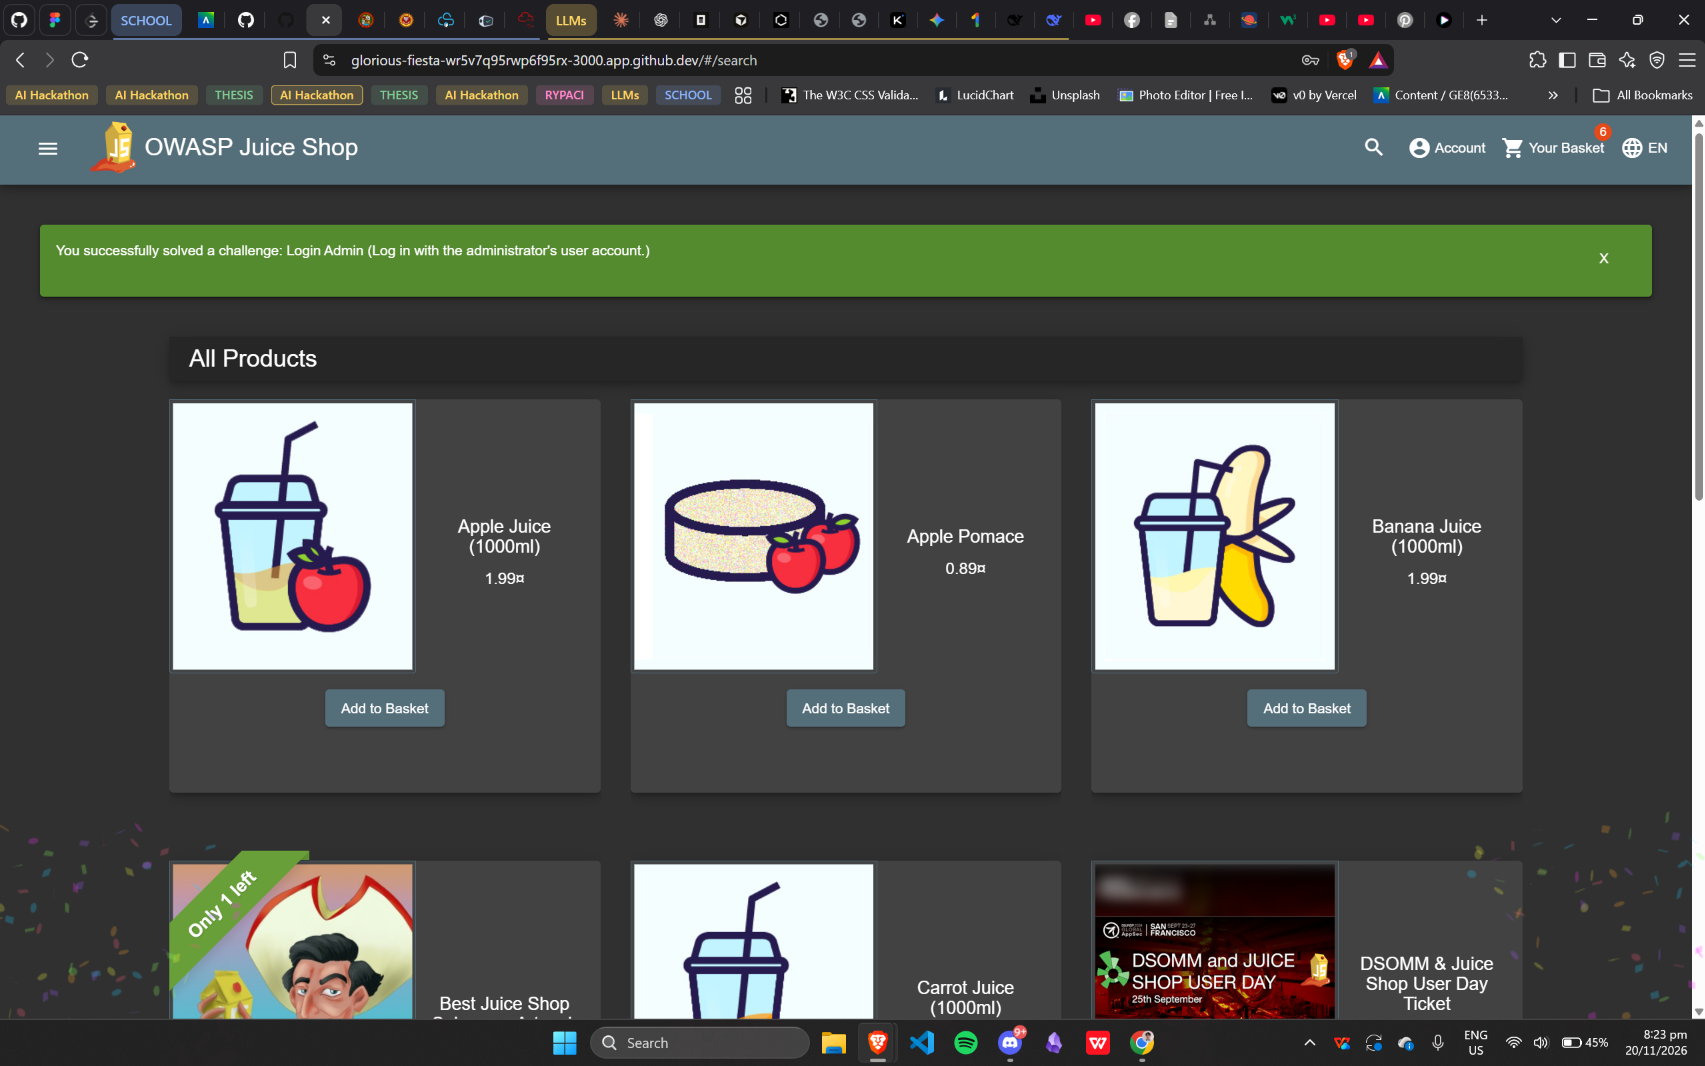 SCHOOL
LLMs
glorious-fiesta-wr5v7q95rwp6f95rx-3000.app.github.dev/#/search
1
AI Hackathon
AI Hackathon
THESIS
AI Hackathon
THESIS
AI Hackathon
RYPACI
LLMs
SCHOOL
The W3C CSS Valida...
LucidChart
Unsplash
Photo Editor | Free I...
v0 by Vercel
Content / GE8(6533...
All Bookmarks
OWASP Juice Shop
Account
Your Basket
6
EN
You successfully solved a challenge: Login Admin (Log in with the administrator's user account.)
X
All Products
Apple Juice
(1000ml)
1.99¤
Add to Basket
Apple Pomace
0.89¤
Add to Basket
Banana Juice
(1000ml)
1.99¤
Add to Basket
Only 1 left
Best Juice Shop
Carrot Juice
(1000ml)
SAN
FRANCISCO
SEPT 23-27
DSOMM and JUICE
SHOP USER DAY
25th September
DSOMM & Juice
Shop User Day
Ticket
Search
9+
ENG
US
45%
8:23 pm
20/11/2026